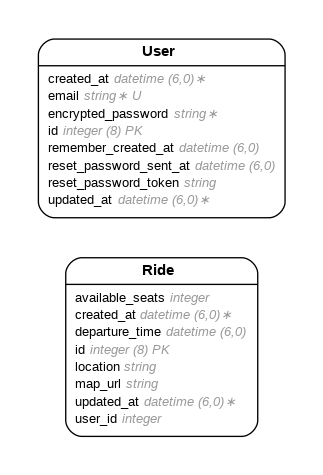 User
created_at datetime (6,0)∗
email string∗ U
encrypted_password string∗
id integer (8) PK
remember_created_at datetime (6,0)
reset_password_sent_at datetime (6,0)
reset_password_token string
updated_at datetime (6,0)∗
Ride
available_seats integer
created_at datetime (6,0)∗
departure_time datetime (6,0)
id integer (8) PK
location string
map_url string
updated_at datetime (6,0)∗
user_id integer